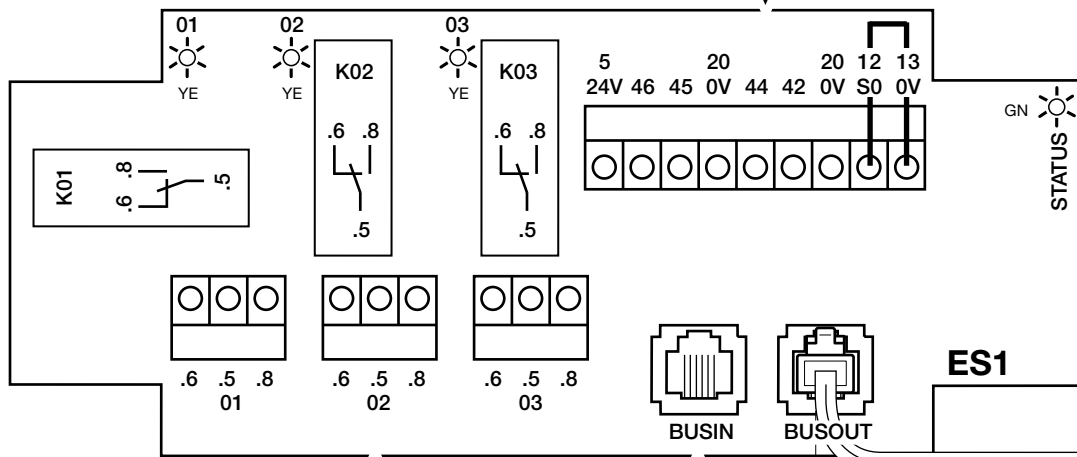 01 02 03
YE YE YE
K02 K03
.6 .8 .6 .8
.5 .5
K01
.8 .6 .5
5 20 20 12 13
24V 46 45 0V 44 42 0V S0 0V
GN
STATUS
.6 .5 .8 .6 .5 .8 .6 .5 .8
01 02 03
BUSIN BUSOUT
ES1